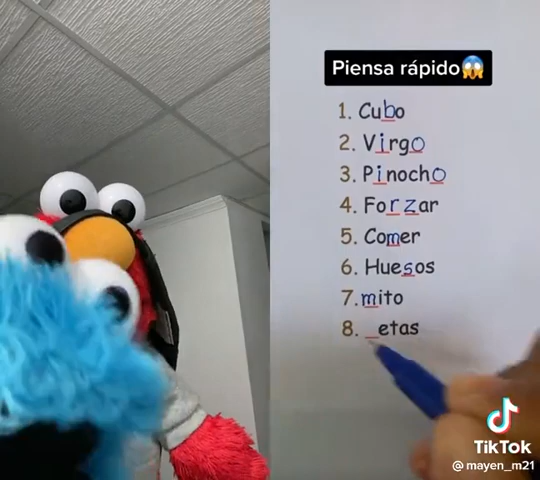 Piensa rápido😱
1. Cubo
2. Virgo
3. Pinocho
4. Forzar
5. Comer
6. Huesos
7. mito
8. _etas
TikTok
@mayen_m21